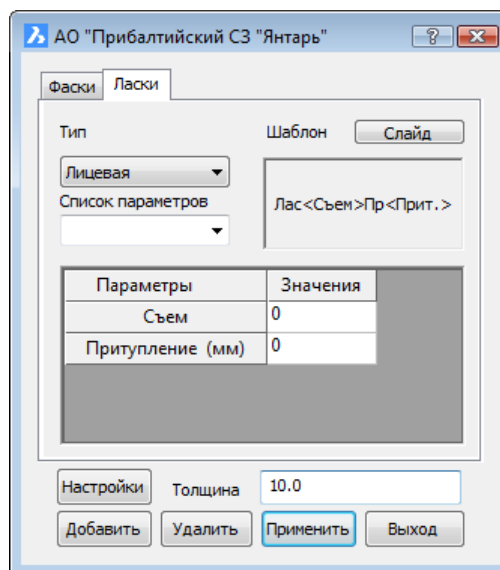 АО "Прибалтийский СЗ "Янтарь"
Фаски Ласки
Тип Шаблон Слайд
Лицевая
Список параметров
Лас<Съем>Пр<Прит.>
Параметры Значения
Съем 0
Притупление (мм) 0
Настройки Толщина 10.0
Добавить Удалить Применить Выход